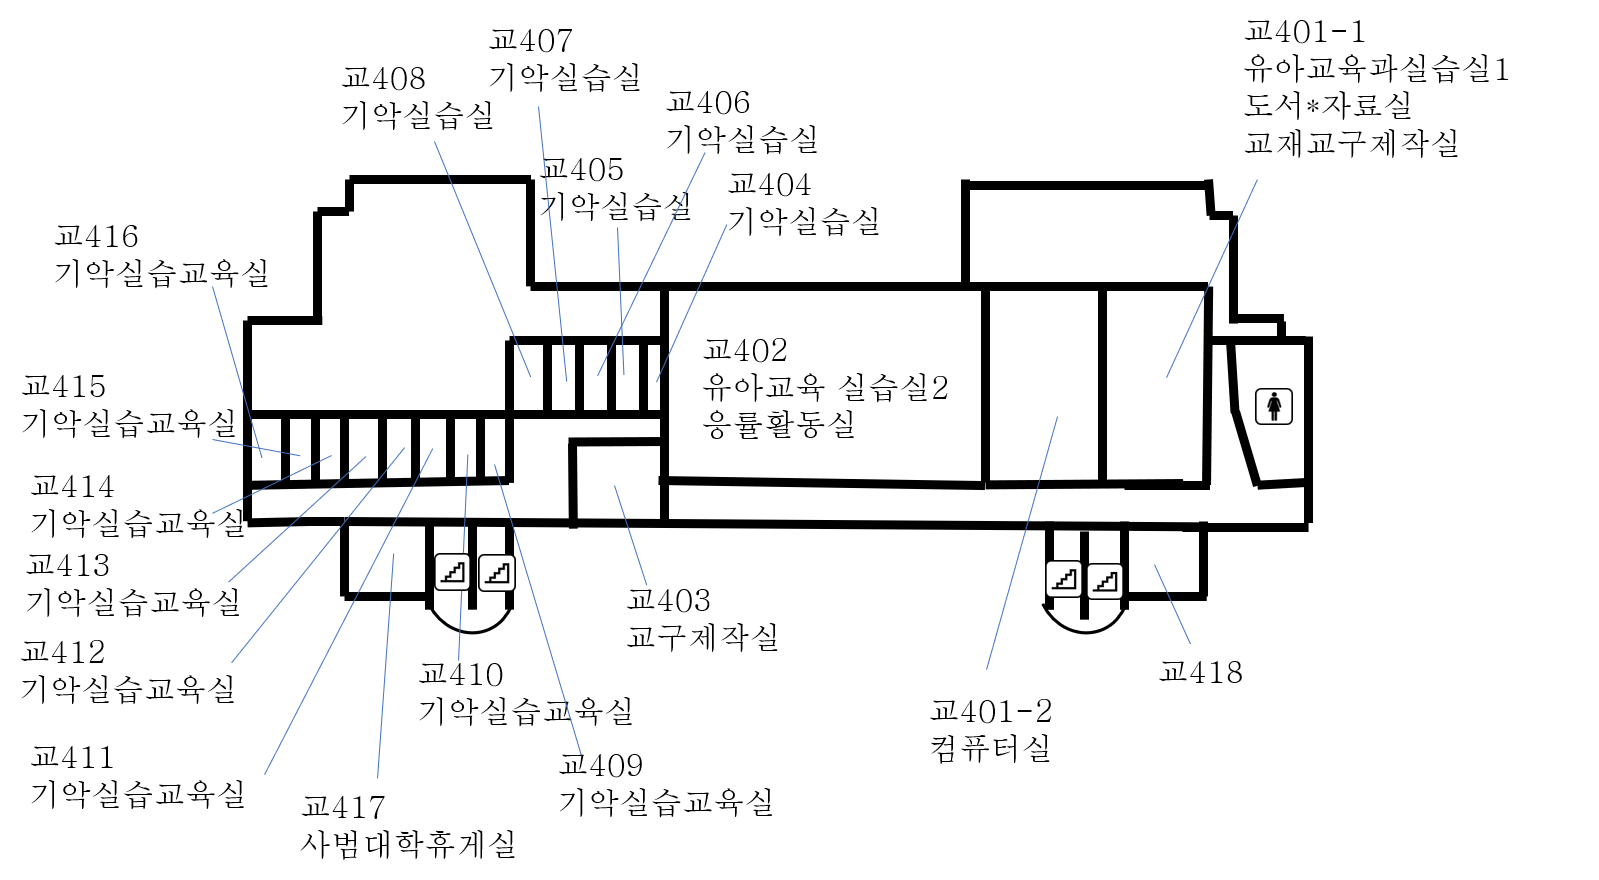 교407
기악실습실
교408
기악실습실
교406
기악실습실
교405
기악실습실
교404
기악실습실
교401-1
유아교육과실습실1
도서*자료실
교재교구제작실
교416
기악실습교육실
교415
기악실습교육실
교414
기악실습교육실
교413
기악실습교육실
교412
기악실습교육실
교411
기악실습교육실
교402
유아교육 실습실2
응률활동실
교403
교구제작실
교410
기악실습교육실
교409
기악실습교육실
교417
사범대학휴게실
교401-2
컴퓨터실
교418